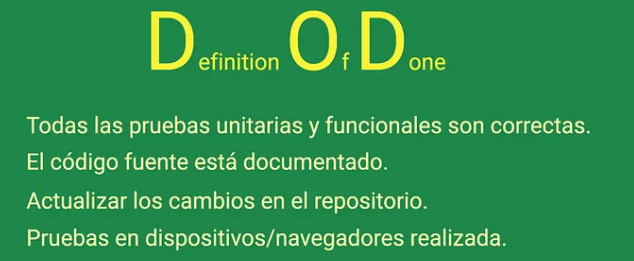 Definition Of Done
Todas las pruebas unitarias y funcionales son correctas.
El código fuente está documentado.
Actualizar los cambios en el repositorio.
Pruebas en dispositivos/navegadores realizada.